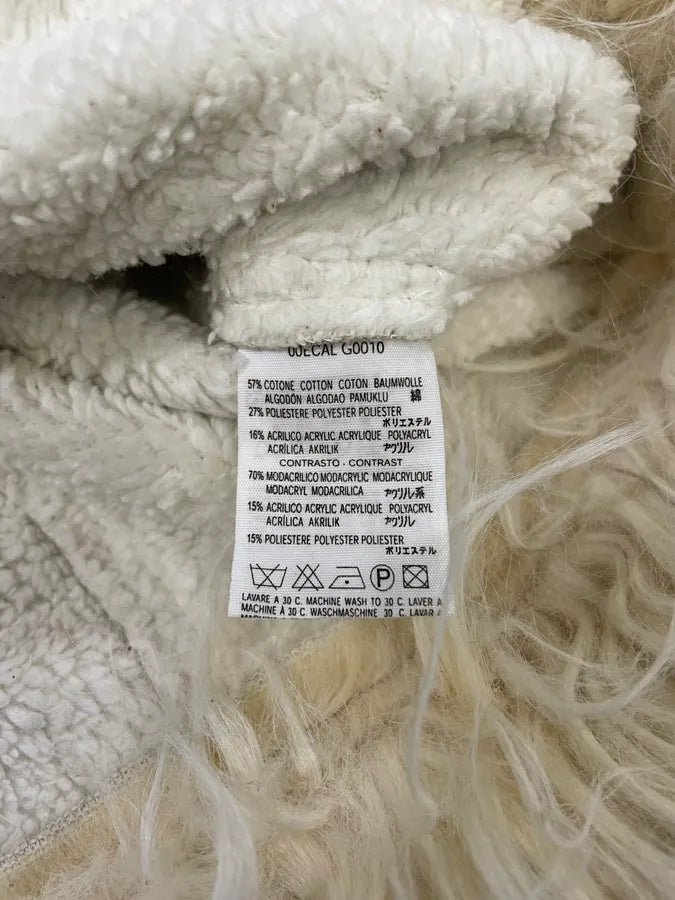 00ECAL G0010
57% COTONE COTTON COTON BAUMWOLLE
ALGODÓN ALGODAO PAMUKLU 綿
27% POLIESTERE POLYESTER POLIESTER
ポリエステル
16% ACRILICO ACRYLIC ACRYLIQUE POLYACRYL
ACRÍLICA AKRILIK アクリル
CONTRASTO - CONTRAST
70% MODACRILICO MODACRYLIC MODACRYLIQUE
MODACRYL MODACRILICA アクリル系
15% ACRILICO ACRYLIC ACRYLIQUE POLYACRYL
ACRÍLICA AKRILIK アクリル
15% POLIESTERE POLYESTER POLIESTER
ポリエステル
P
LAVARE A 30 C. MACHINE WASH TO 30 C. LAVER A
MACHINE À 30 C. WASCHMASCHINE 30 C. LAVAR A